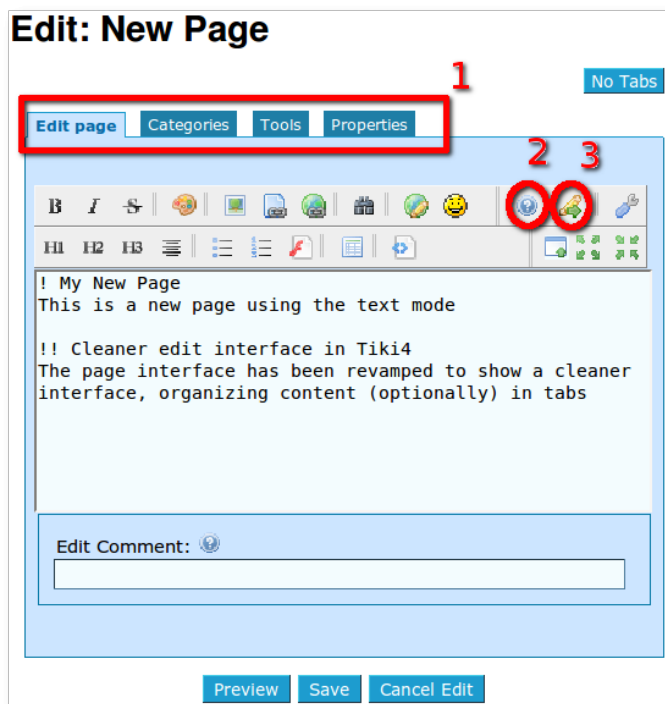 Edit: New Page
1
No Tabs
Edit page Categories Tools Properties
2 3
B I S
H1 H2 H3
! My New Page
This is a new page using the text mode
!! Cleaner edit interface in Tiki4
The page interface has been revamped to show a cleaner
interface, organizing content (optionally) in tabs
Edit Comment:
Preview Save Cancel Edit